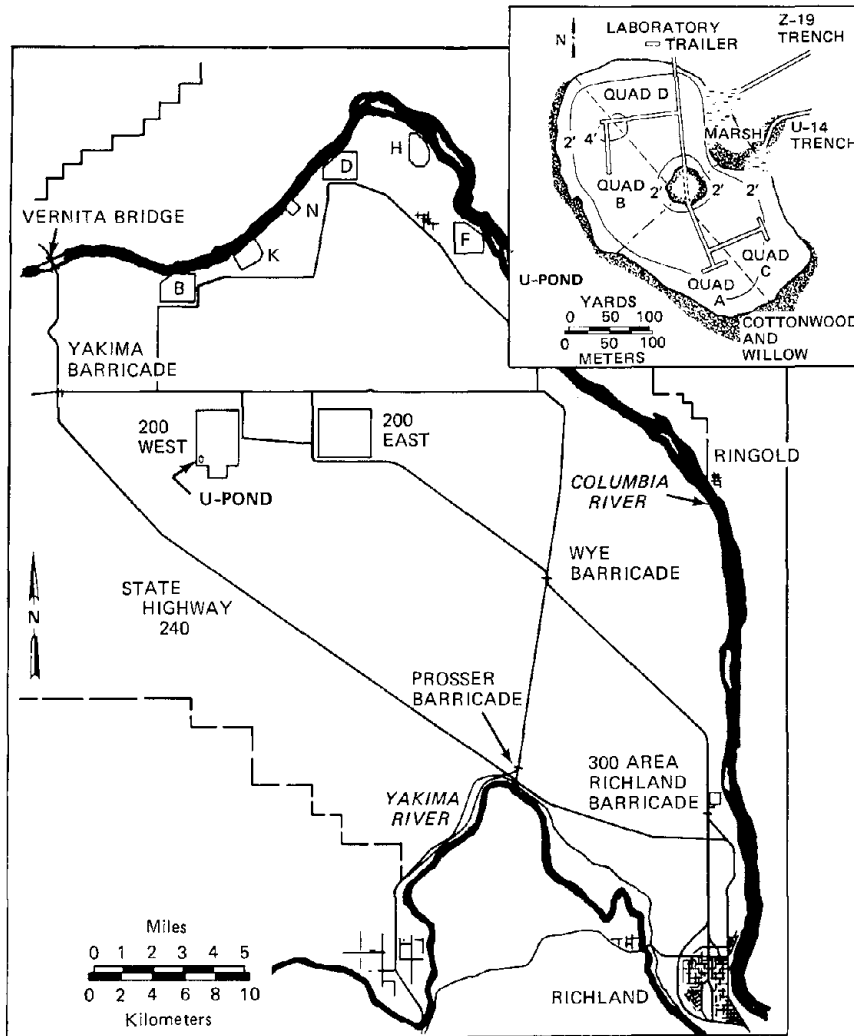 N
LABORATORY
TRAILER
Z-19
TRENCH
QUAD D
MARSH
U-14
TRENCH
2' 4'
QUAD
B
2'
2'
2'
QUAD
C
QUAD
A
U-POND
YARDS
0 50 100
0 50 100
METERS
COTTONWOOD
AND
WILLOW
H
D
N
VERNITA BRIDGE
K
F
B
YAKIMA
BARRICADE
200
WEST
200
EAST
U-POND
RINGOLD
COLUMBIA
RIVER
WYE
BARRICADE
STATE
HIGHWAY
240
N
PROSSER
BARRICADE
300 AREA
RICHLAND
BARRICADE
YAKIMA
RIVER
Miles
0 1 2 3 4 5
0 2 4 6 8 10
Kilometers
RICHLAND